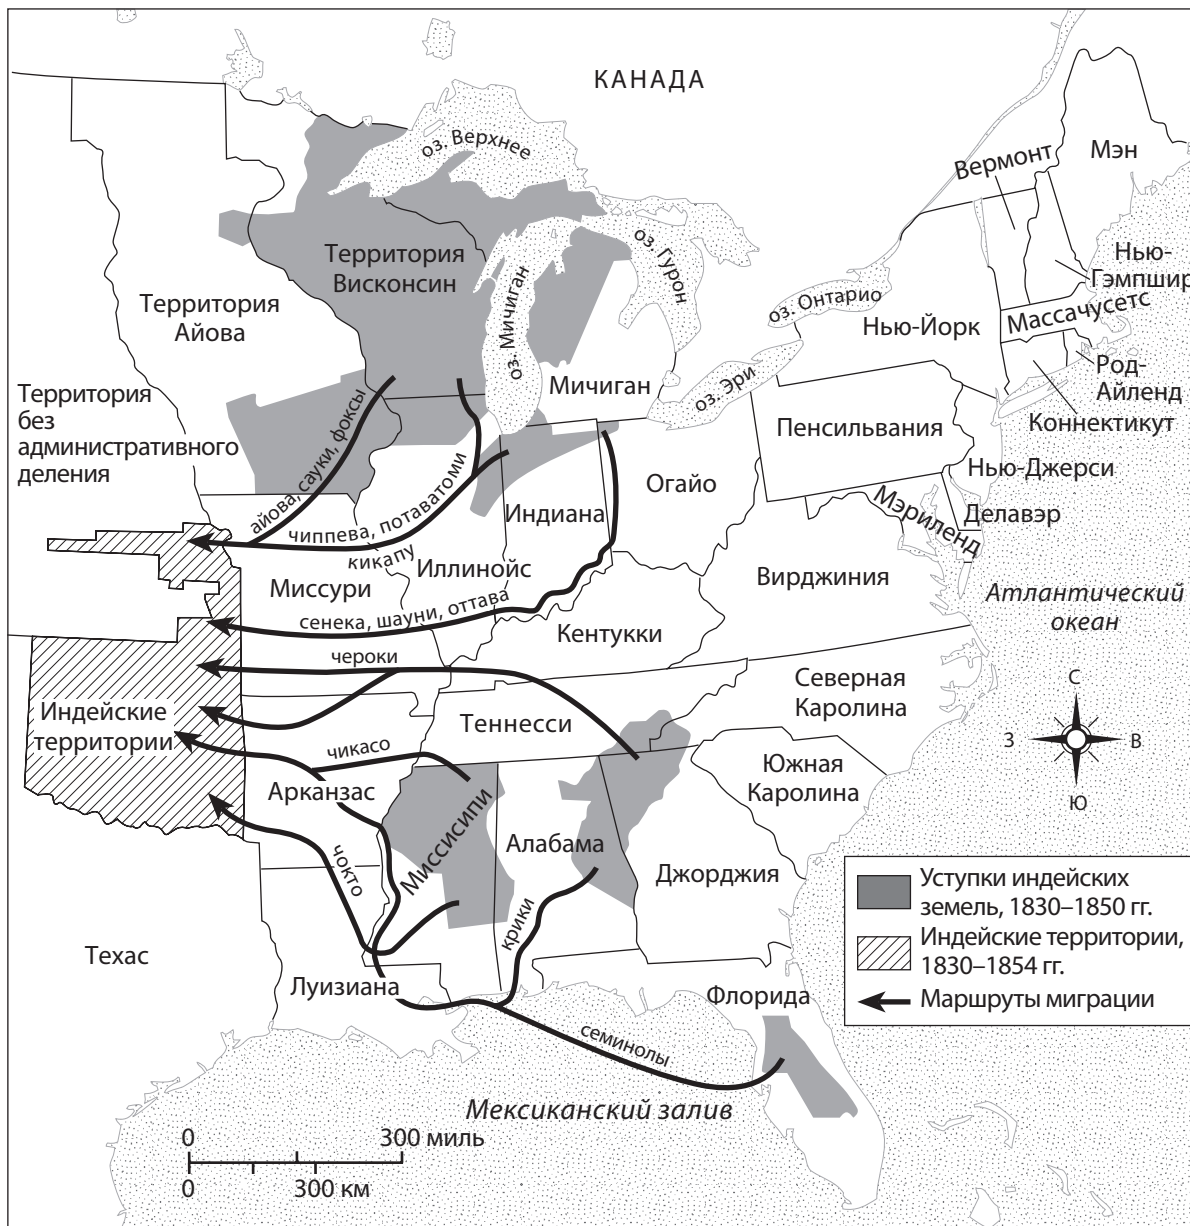 КАНАДА
оз. Верхнее
Вермонт
Мэн
оз. Гурон
Территория
Висконсин
Нью-
Гэмпшир
оз. Мичиган
оз. Онтарио
Территория
Айова
Нью-Йорк
Массачусетс
Род-
Айленд
Мичиган
оз. Эри
Территория
без
административного
деления
Коннектикут
Пенсильвания
айова, сауки, фоксы
Нью-Джерси
Огайо
чиппева, потаватоми
кикапу
Индиана
Мэриленд
Делавэр
Миссури
Иллинойс
Вирджиния
Атлантический
океан
сенека, шауни, оттава
Кентукки
чероки
Северная
Каролина
С
З
В
Ю
Индейские
территории
Теннесси
чикасо
Южная
Каролина
Арканзас
Миссисипи
Алабама
чокто
Джорджия
крики
Техас
Луизиана
Флорида
семинолы
Мексиканский залив
Уступки индейских
земель, 1830–1850 гг.
Индейские территории,
1830–1854 гг.
Маршруты миграции
0
300 миль
0
300 км